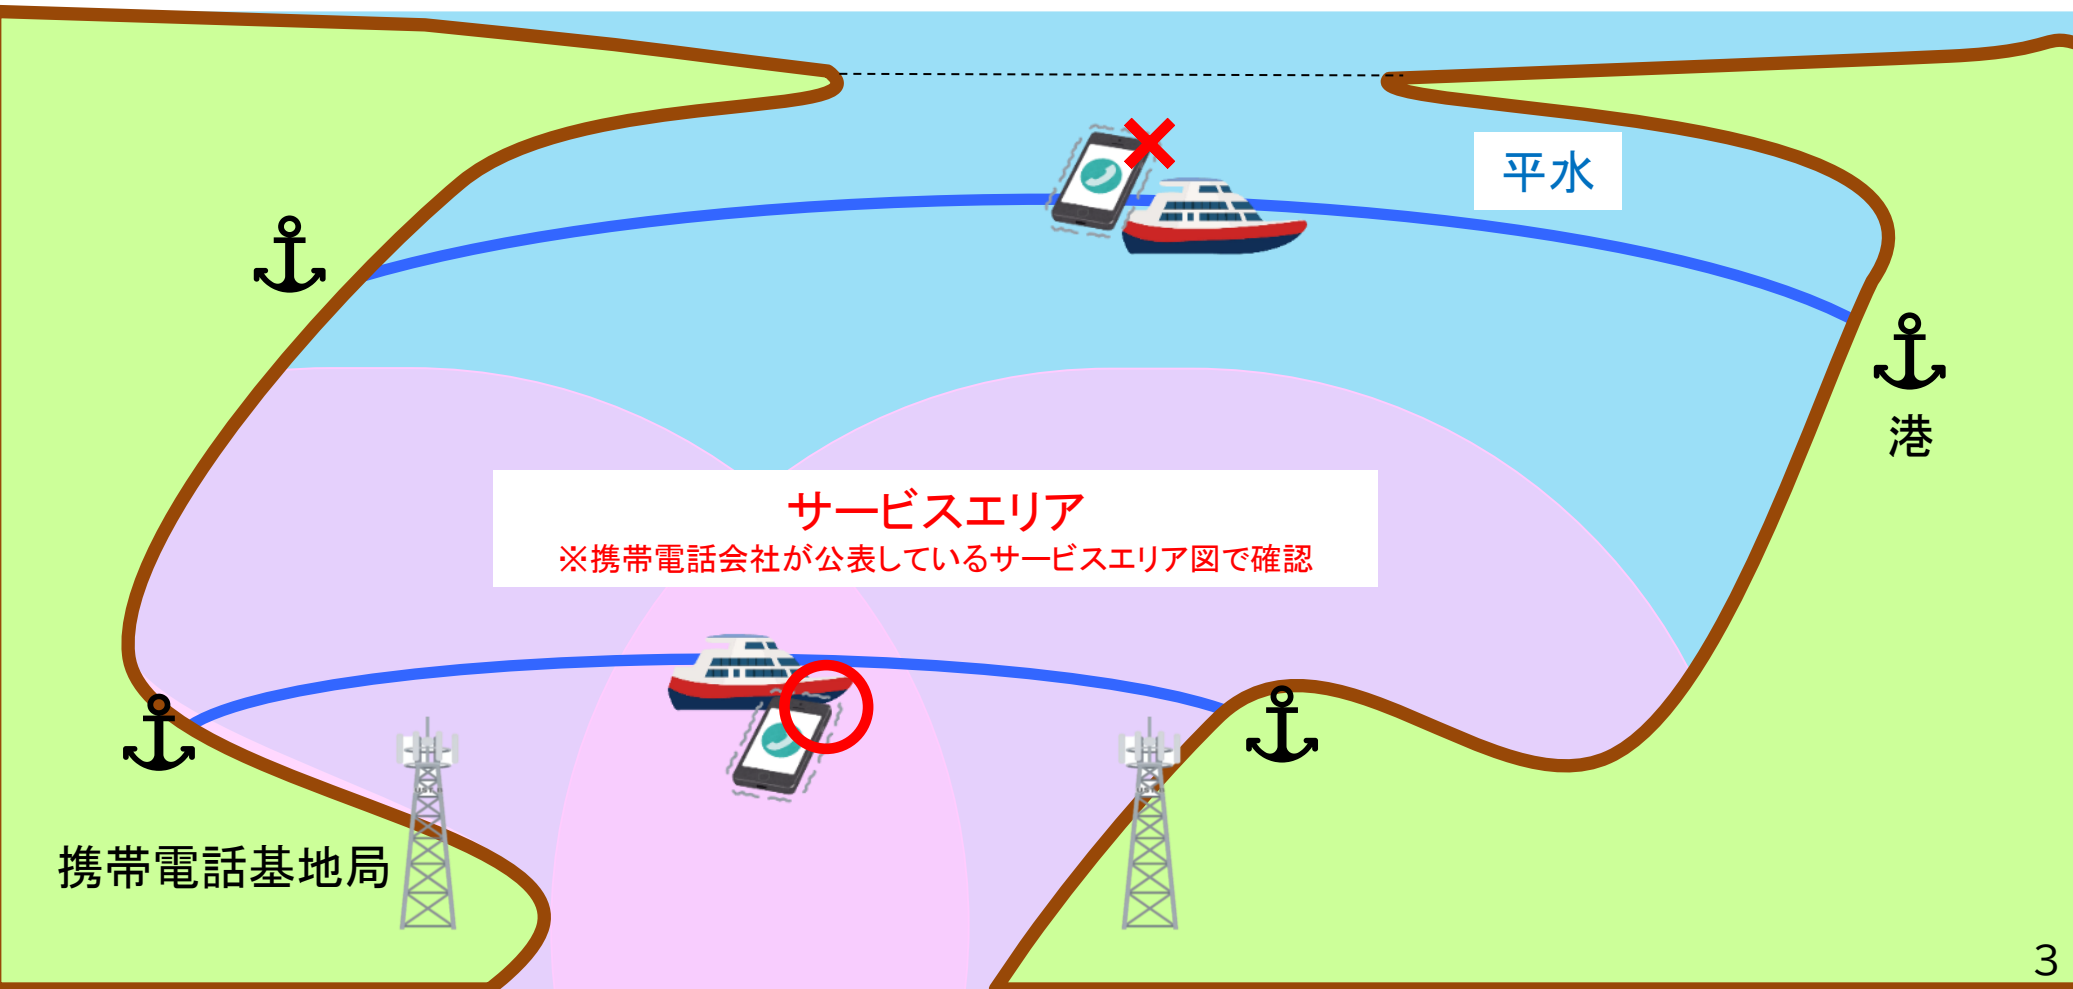 平水
港
サービスエリア
※携帯電話会社が公表しているサービスエリア図で確認
携帯電話基地局
3